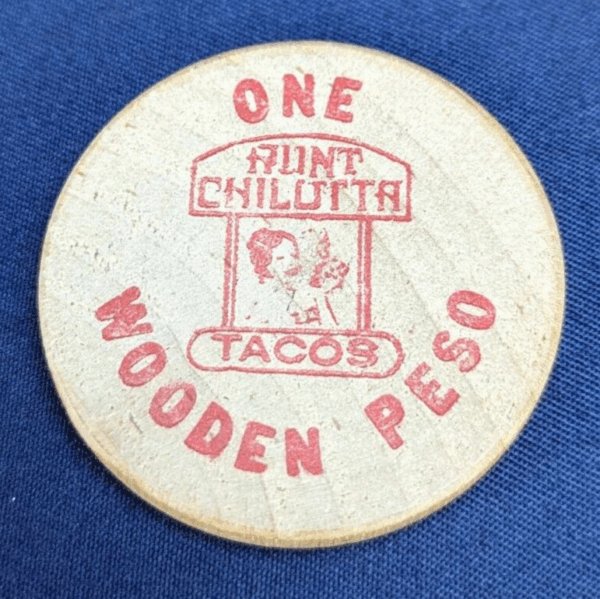 ONE
AUNT
CHILOTTA
TACOS
WOODEN PESO